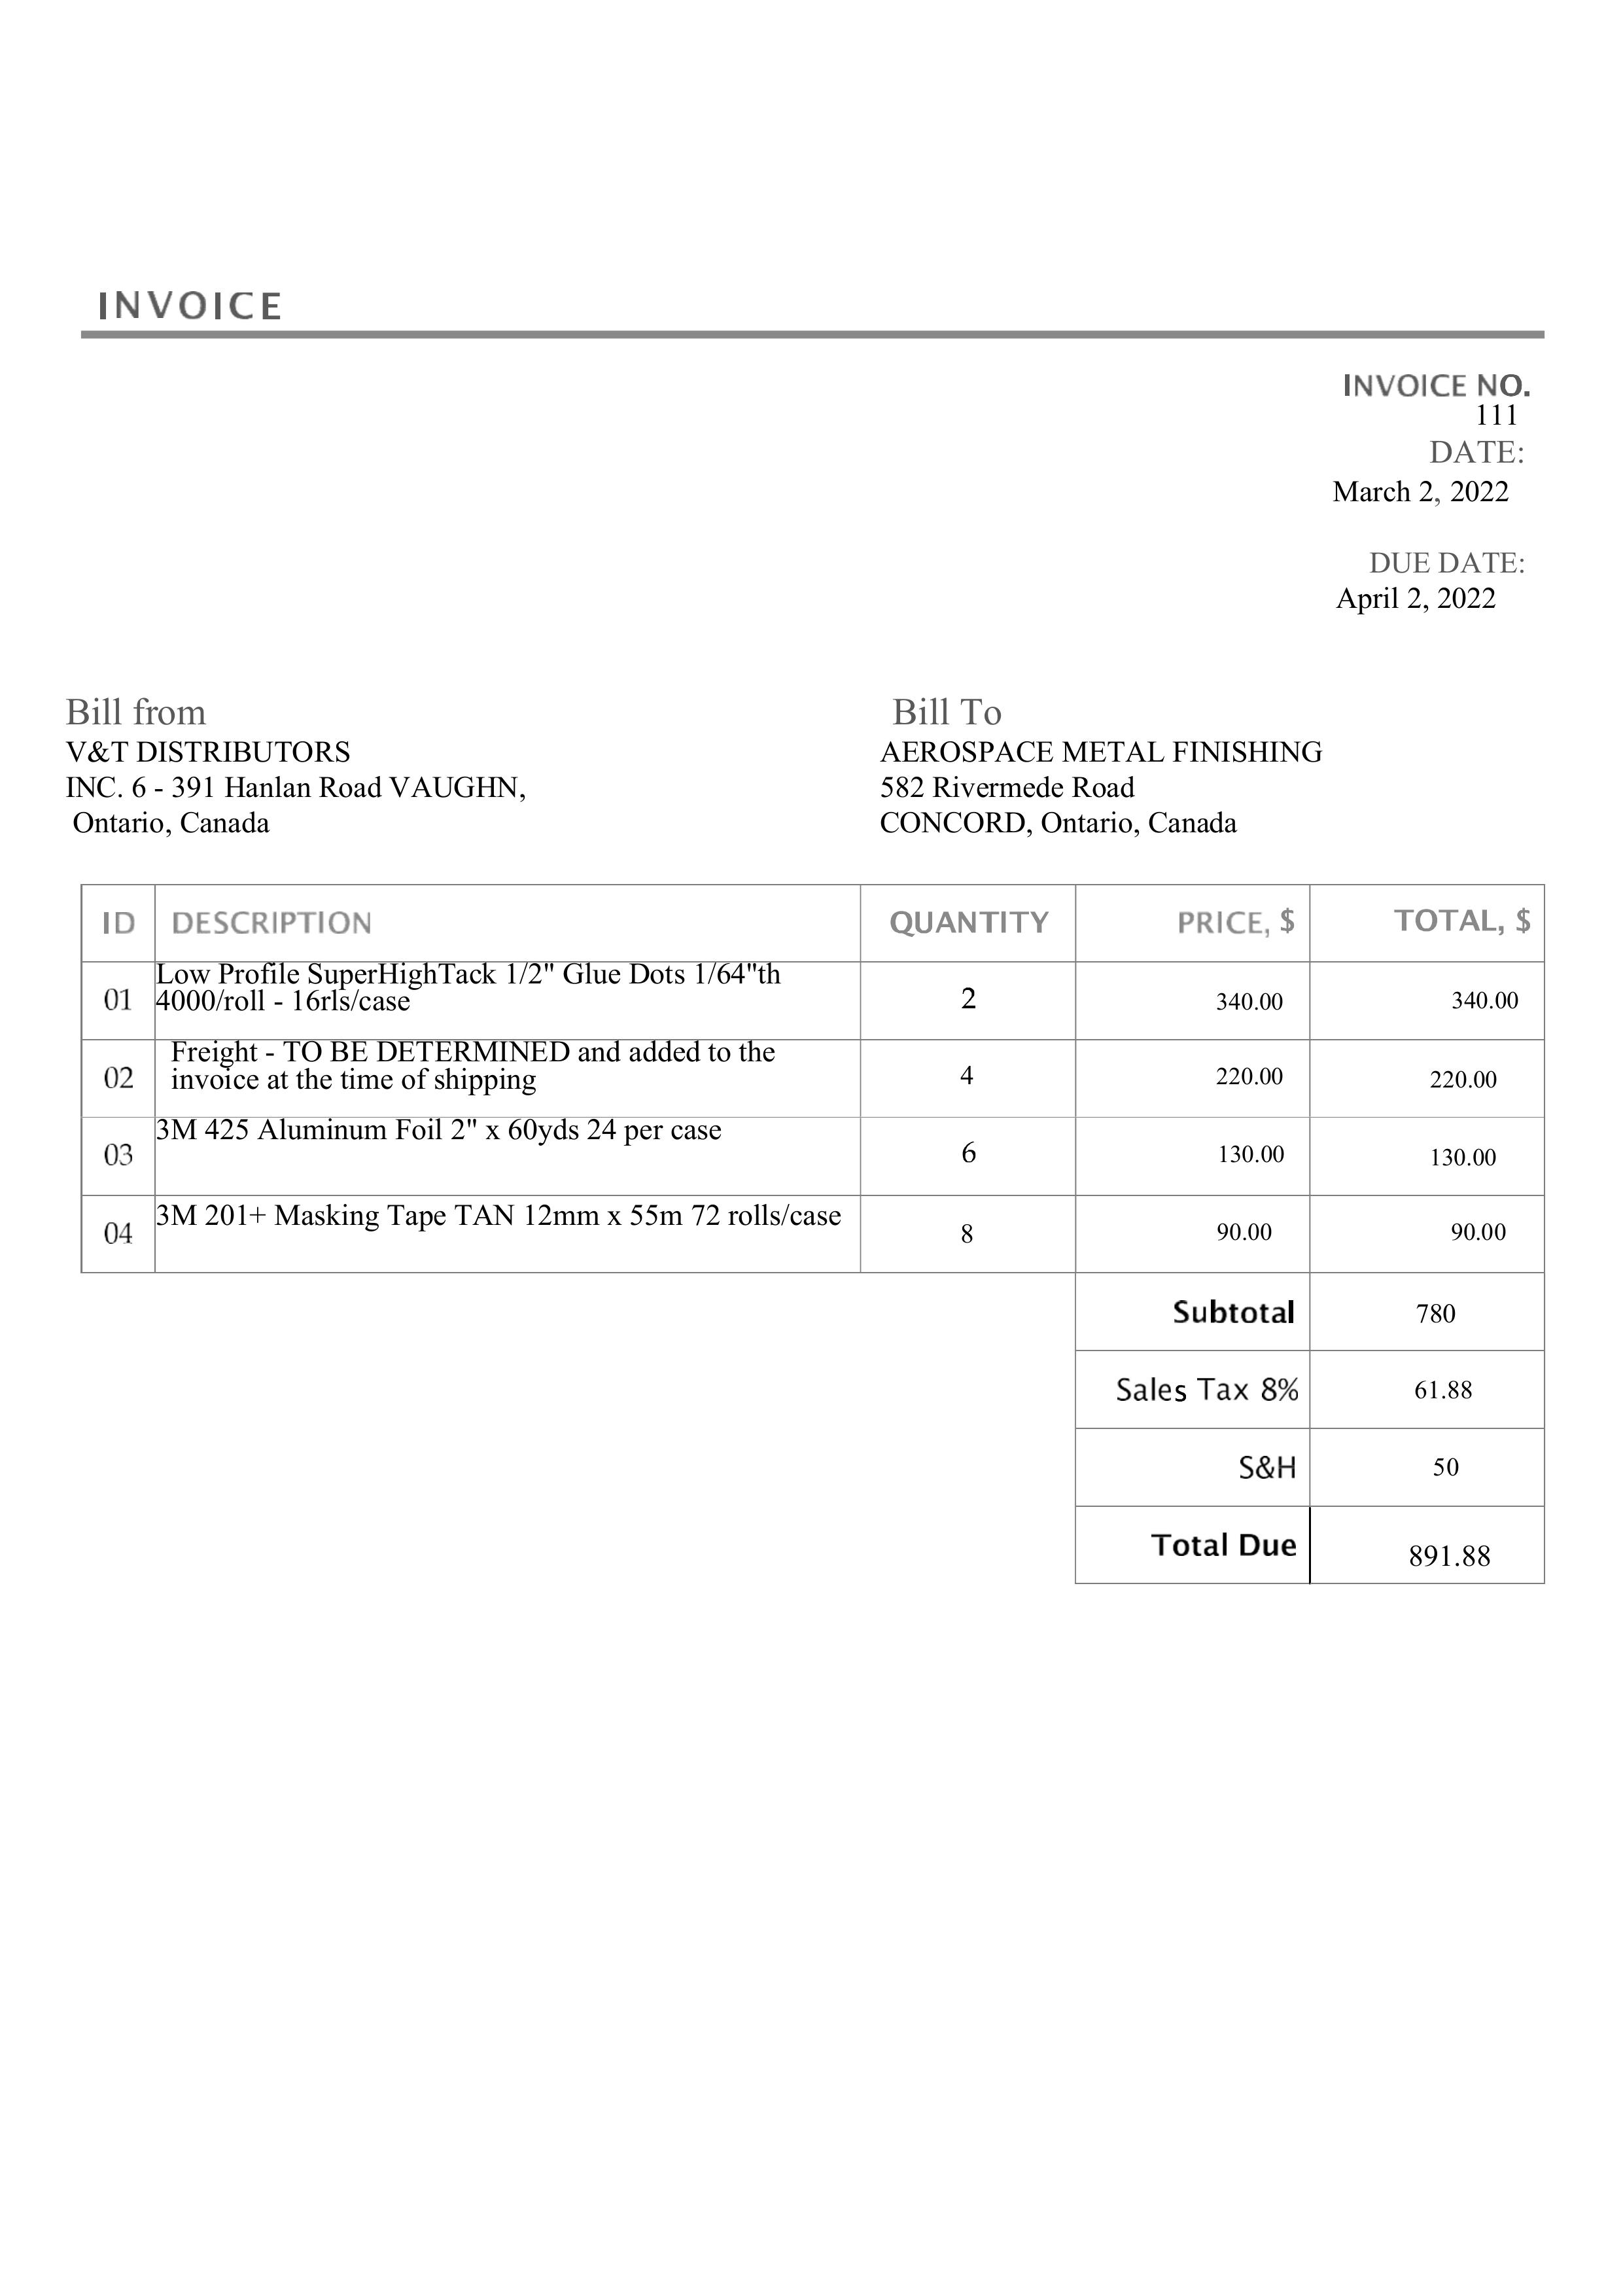 INVOICE
INVOICE NO.
111
DATE:
March 2, 2022
DUE DATE:
April 2, 2022
Bill from
V&T DISTRIBUTORS
INC. 6 - 391 Hanlan Road VAUGHN,
Ontario, Canada
Bill To
AEROSPACE METAL FINISHING
582 Rivermede Road
CONCORD, Ontario, Canada
ID DESCRIPTION QUANTITY PRICE, $ TOTAL, $
01 Low Profile SuperHighTack 1/2" Glue Dots 1/64"th
4000/roll - 16rls/case 2 340.00 340.00
02 Freight - TO BE DETERMINED and added to the
invoice at the time of shipping 4 220.00 220.00
03 3M 425 Aluminum Foil 2" x 60yds 24 per case 6 130.00 130.00
04 3M 201+ Masking Tape TAN 12mm x 55m 72 rolls/case 8 90.00 90.00
Subtotal 780
Sales Tax 8% 61.88
S&H 50
Total Due 891.88